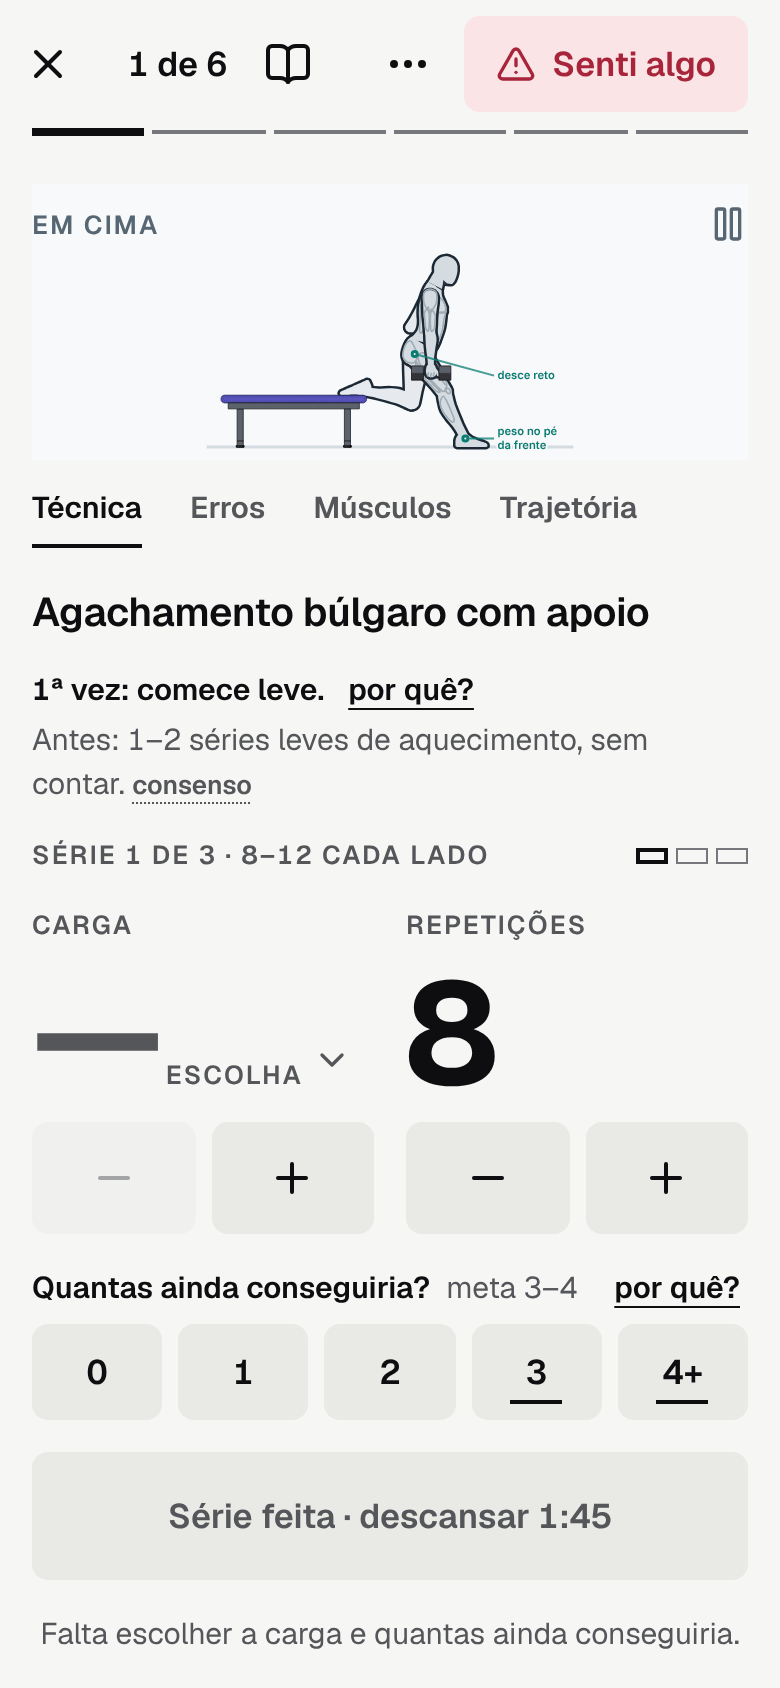 1 de 6
Senti algo
EM CIMA
desce reto
peso no pé
da frente
Técnica Erros Músculos Trajetória
Agachamento búlgaro com apoio
1ª vez: comece leve. por quê?
Antes: 1–2 séries leves de aquecimento, sem
contar. consenso
SÉRIE 1 DE 3 · 8–12 CADA LADO
CARGA REPETIÇÕES
— ESCOLHA 8
− + − +
Quantas ainda conseguiria? meta 3–4 por quê?
0 1 2 3 4+
Série feita · descansar 1:45
Falta escolher a carga e quantas ainda conseguiria.